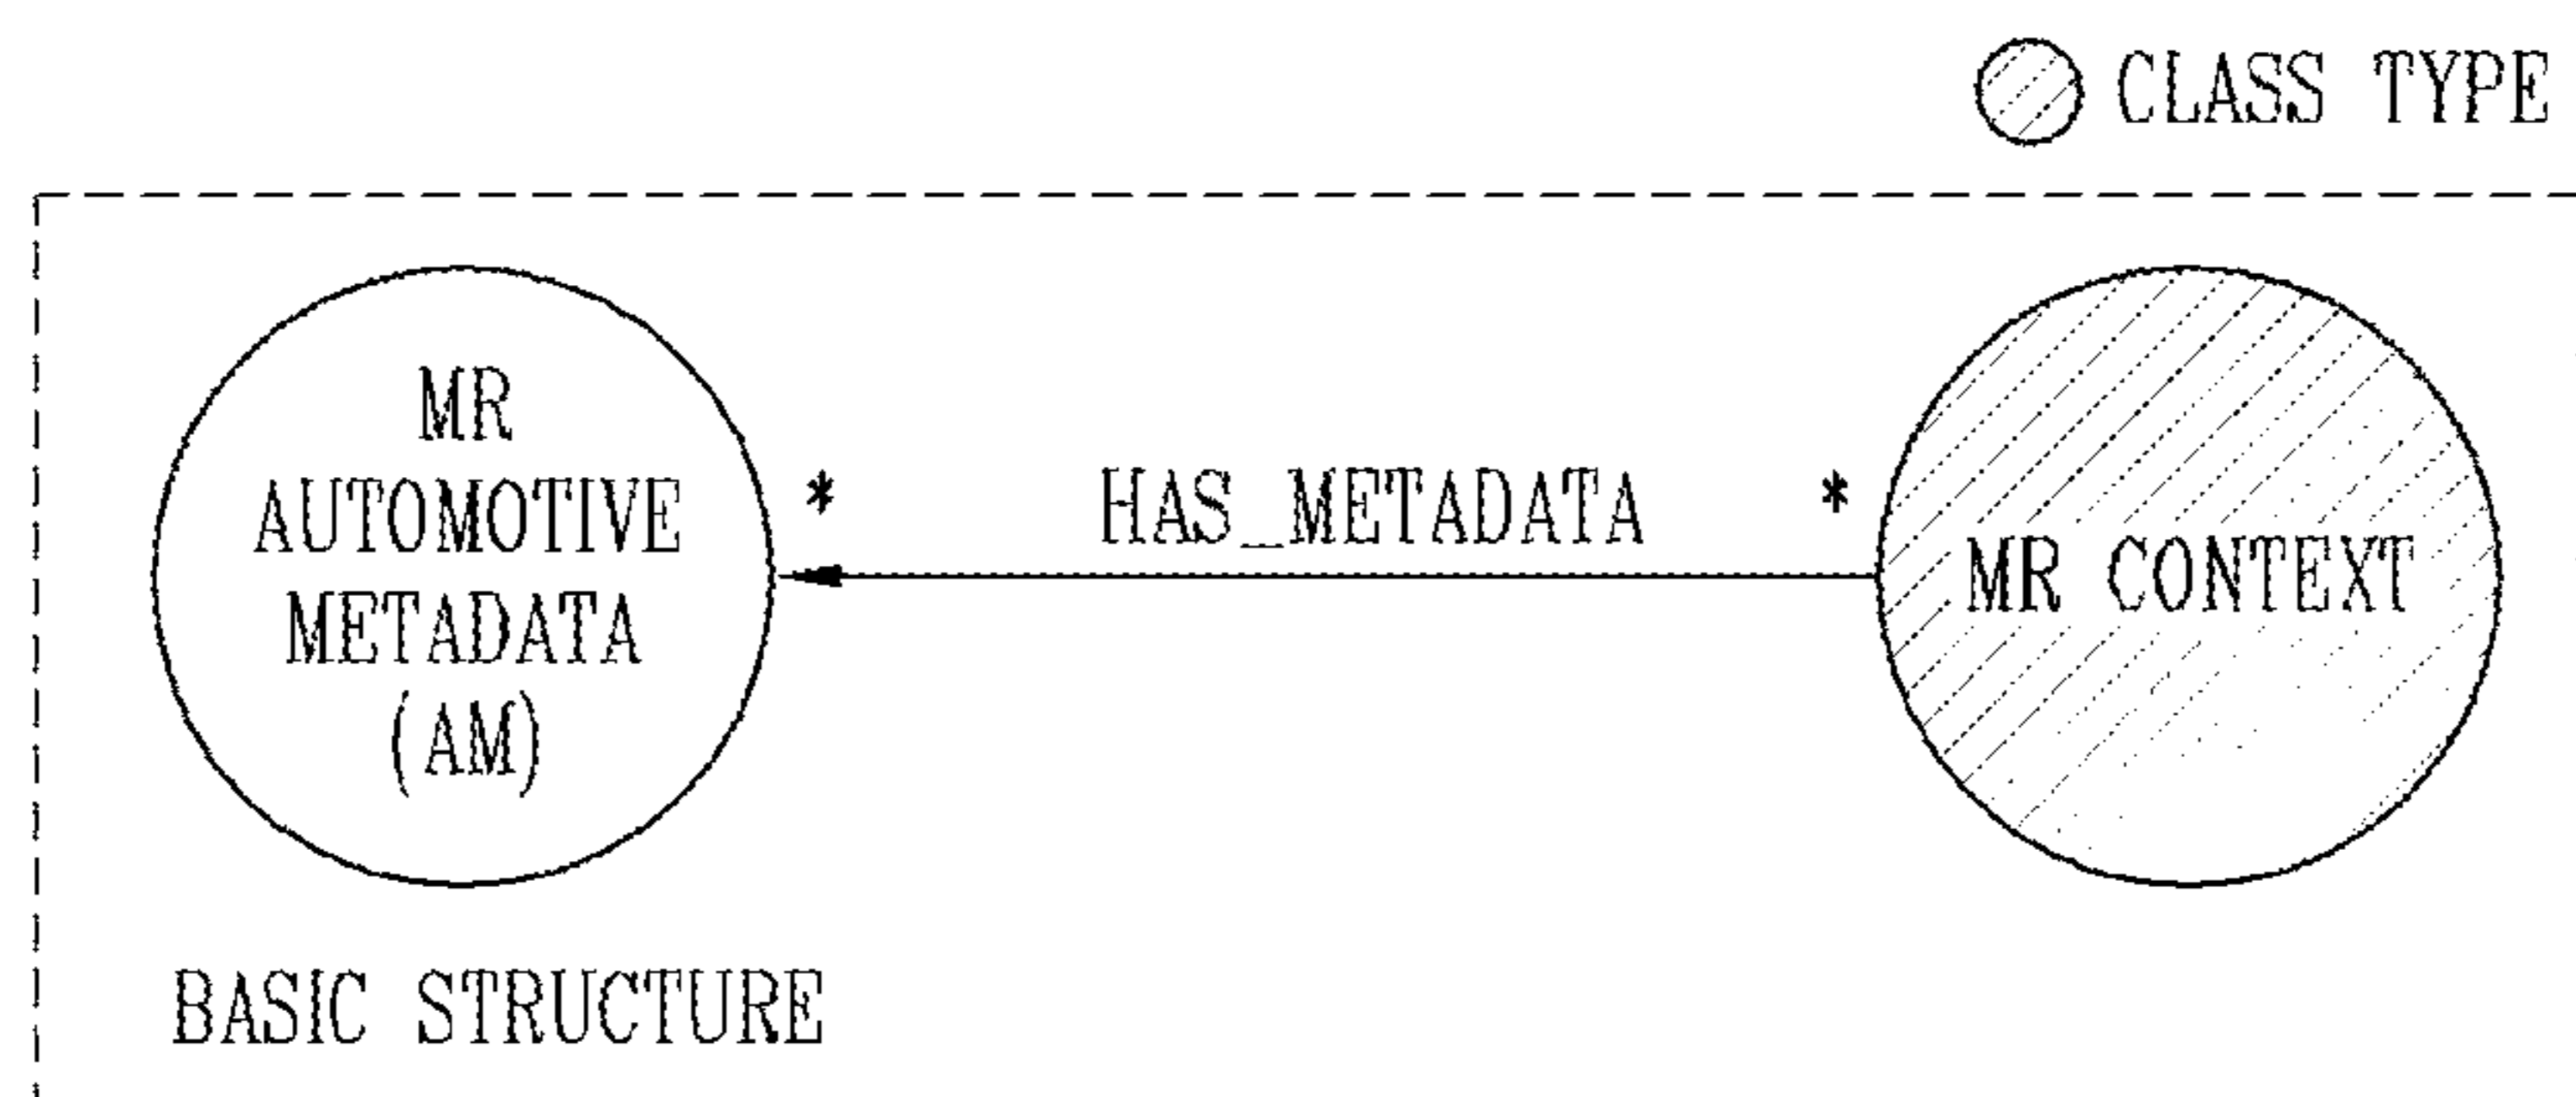 CLASS TYPE
MR
AUTOMOTIVE
METADATA
(AM)
* HAS_METADATA *
MR CONTEXT
BASIC STRUCTURE